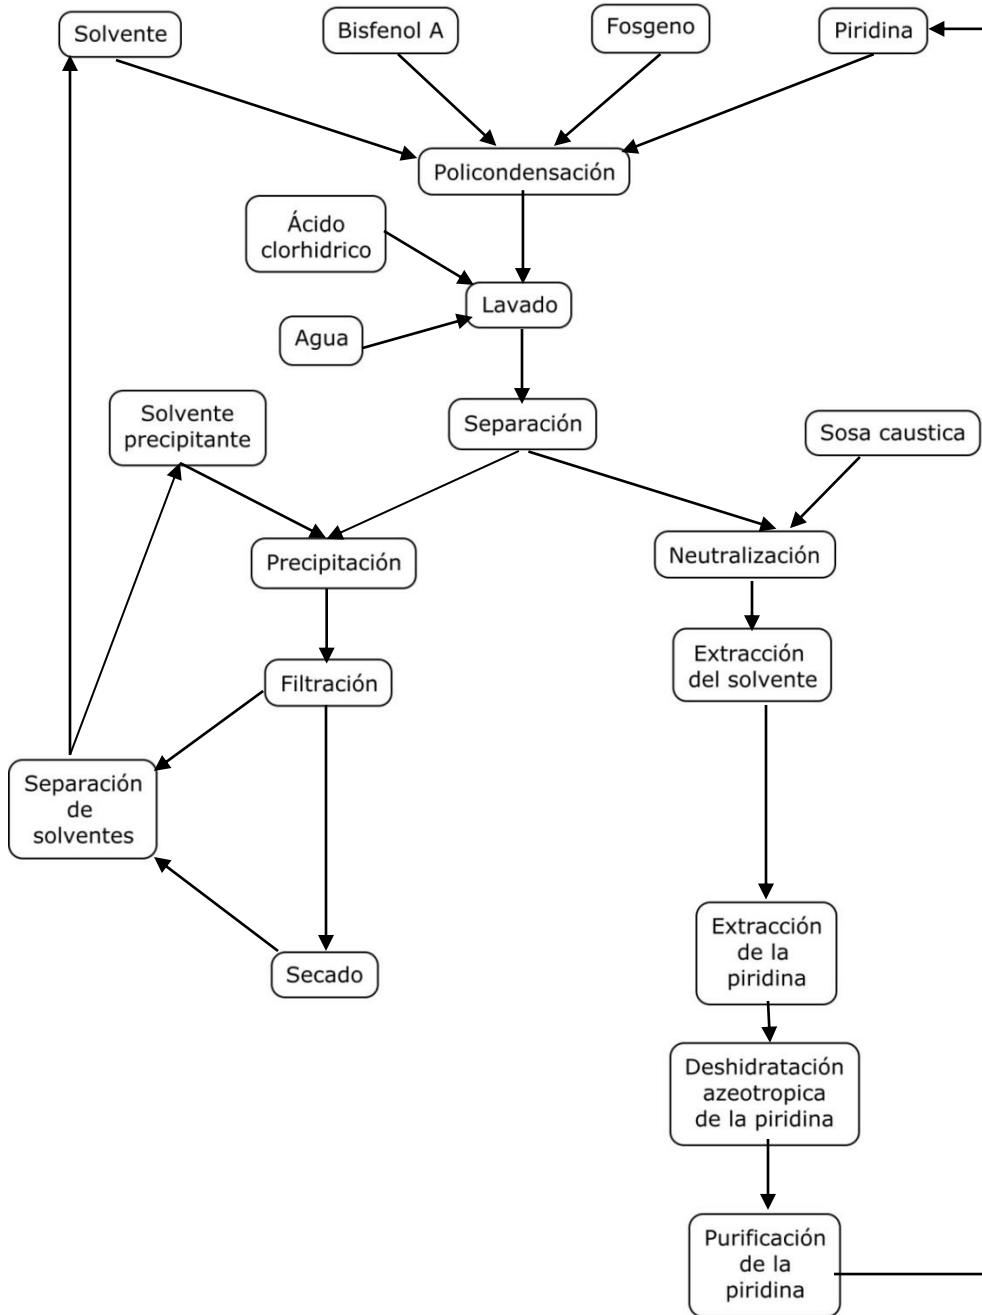 Solvente
Bisfenol A
Fosgeno
Piridina
Policondensación
Ácido
clorhidrico
Lavado
Agua
Solvente
precipitante
Separación
Sosa caustica
Precipitación
Neutralización
Filtración
Extracción
del solvente
Separación
de
solventes
Secado
Extracción
de la
piridina
Deshidratación
azeotropica
de la piridina
Purificación
de la
piridina